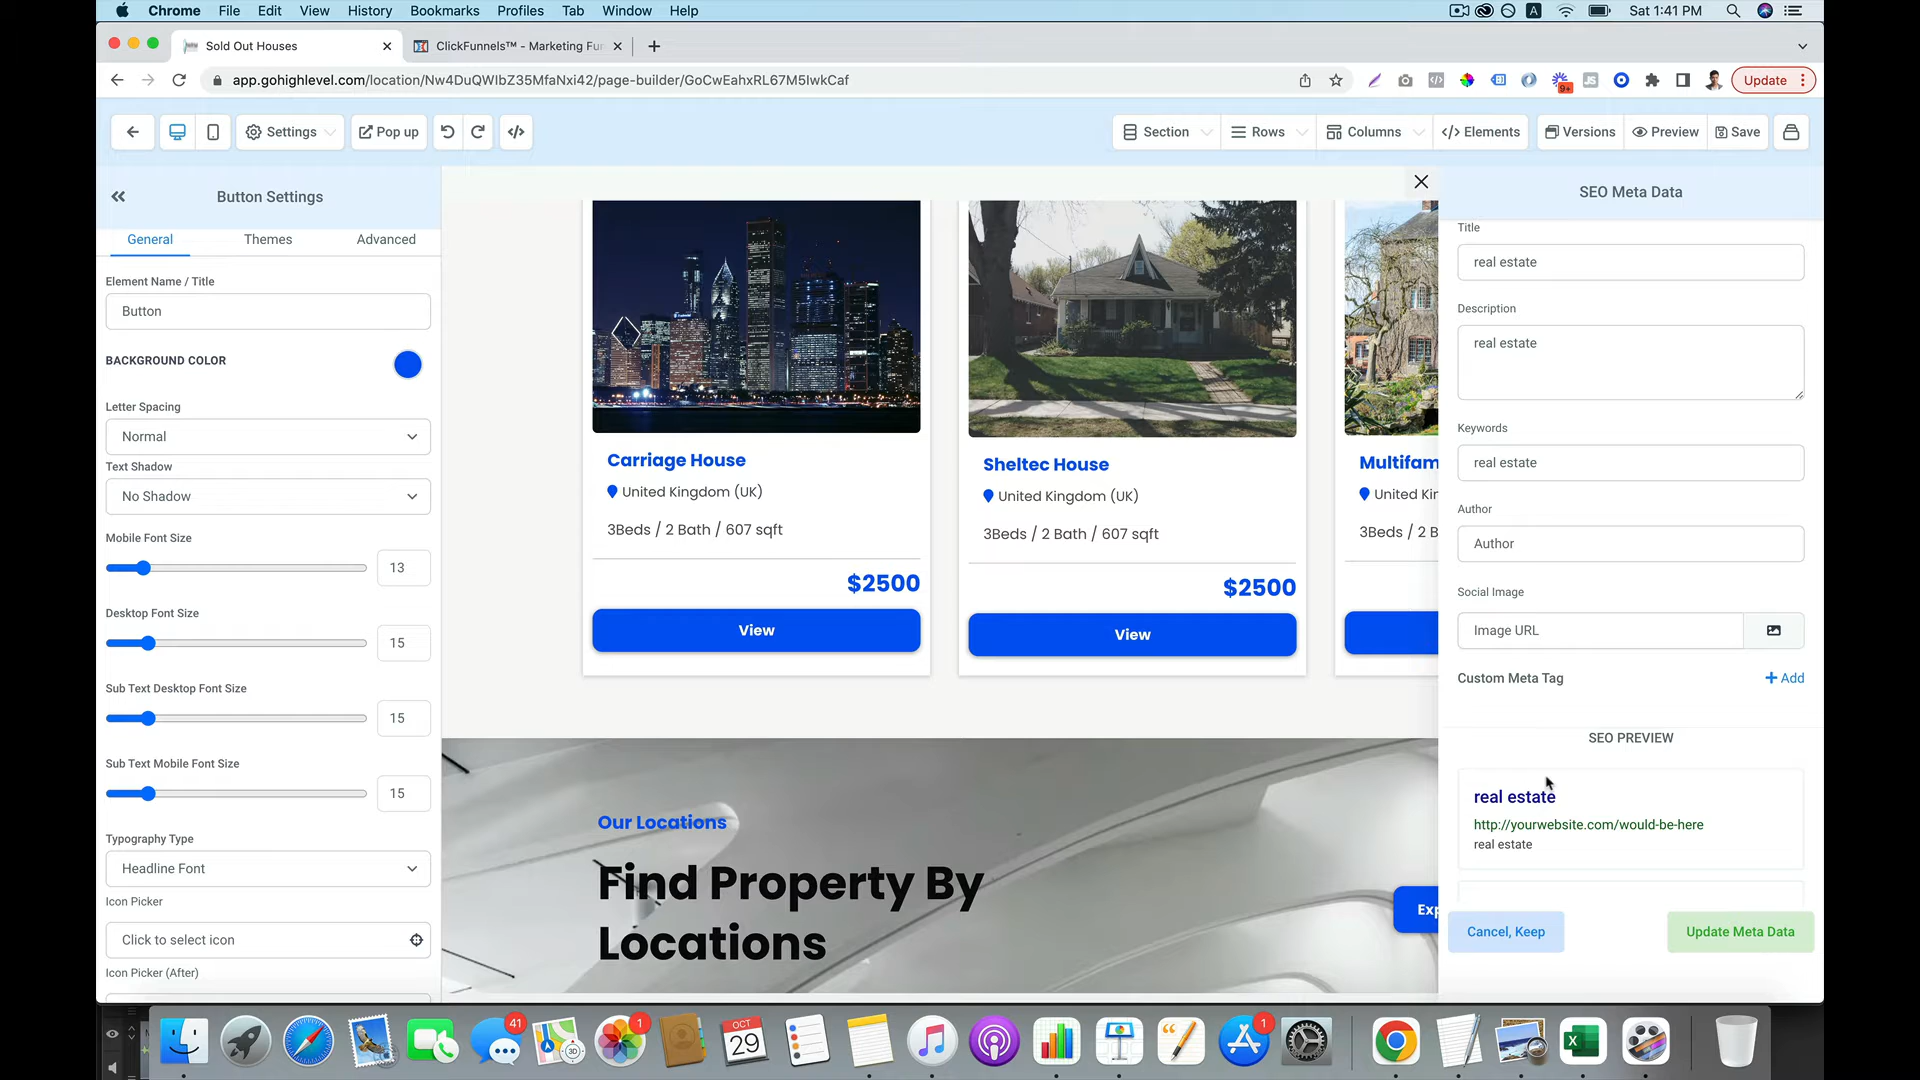 Chrome File Edit View History Bookmarks Profiles Tab Window Help
A Sat 1:41 PM
Sold Out Houses
ClickFunnels™ - Marketing Fu
app.gohighlevel.com/location/Nw4DuQWIbZ35MfaNxi42/page-builder/GoCwEahxRL67M5IwkCaf
9+
JS
Update
Settings
Pop up
Section
Rows
Columns
Elements
Versions
Preview
Save
Button Settings
General Themes Advanced
Element Name / Title
Button
BACKGROUND COLOR
Letter Spacing
Normal
Text Shadow
No Shadow
Mobile Font Size
13
Desktop Font Size
15
Sub Text Desktop Font Size
15
Sub Text Mobile Font Size
15
Typography Type
Headline Font
Icon Picker
Click to select icon
Icon Picker (After)
Carriage House
United Kingdom (UK)
3Beds / 2 Bath / 607 sqft
$2500
View
Sheltec House
United Kingdom (UK)
3Beds / 2 Bath / 607 sqft
$2500
View
Multifam
United Kir
3Beds / 2 B
Our Locations
Find Property By
Locations
Exp
SEO Meta Data
Title
real estate
Description
real estate
Keywords
real estate
Author
Author
Social Image
Image URL
Custom Meta Tag
Add
SEO PREVIEW
real estate
http://yourwebsite.com/would-be-here
real estate
Cancel, Keep
Update Meta Data
41
3D
1
OCT
29
1
X